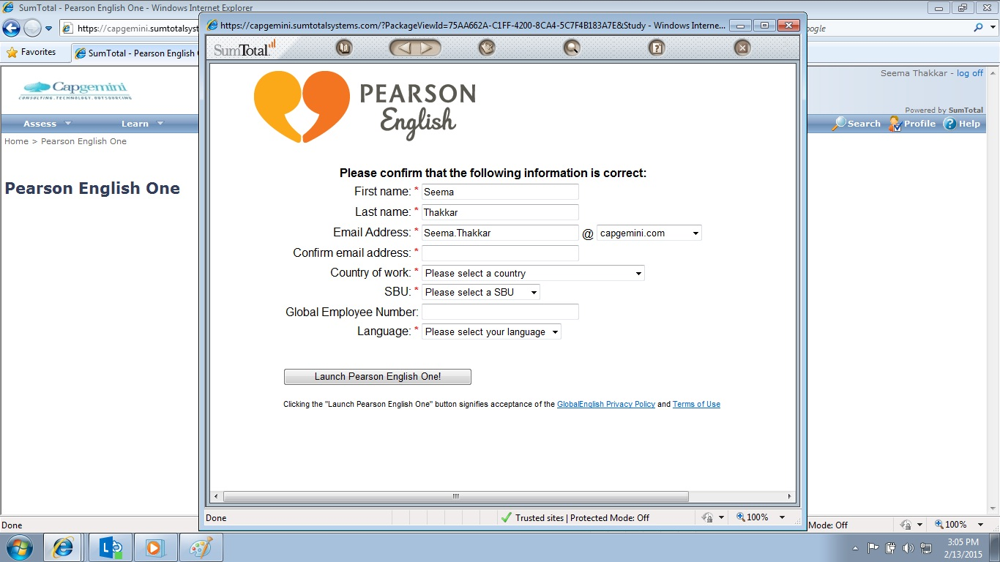 SumTotal - Pearson English One - Windows Internet Explorer
https://capgemini.sumtotalsyst
Favorites
SumTotal - Pearson English
Capgemini
CONSULTING.TECHNOLOGY.OUTSOURCING
Assess Learn
Home > Pearson English One
Pearson English One
https://capgemini.sumtotalsystems.com/?PackageViewId=75AA662A-C1FF-4200-8CA4-5C7F4B183A7E&Study - Windows Interne...
SumTotal
PEARSON
English
Please confirm that the following information is correct:
First name: * Seema
Last name: * Thakkar
Email Address: * Seema.Thakkar @ capgemini.com
Confirm email address: *
Country of work: * Please select a country
SBU: * Please select a SBU
Global Employee Number:
Language: * Please select your language
Launch Pearson English One!
Clicking the "Launch Pearson English One" button signifies acceptance of the GlobalEnglish Privacy Policy and Terms of Use
Done
Trusted sites | Protected Mode: Off
100%
ogle
Seema Thakkar - log off
Powered by SumTotal
Search Profile Help
Done
Mode: Off
100%
3:05 PM
2/13/2015